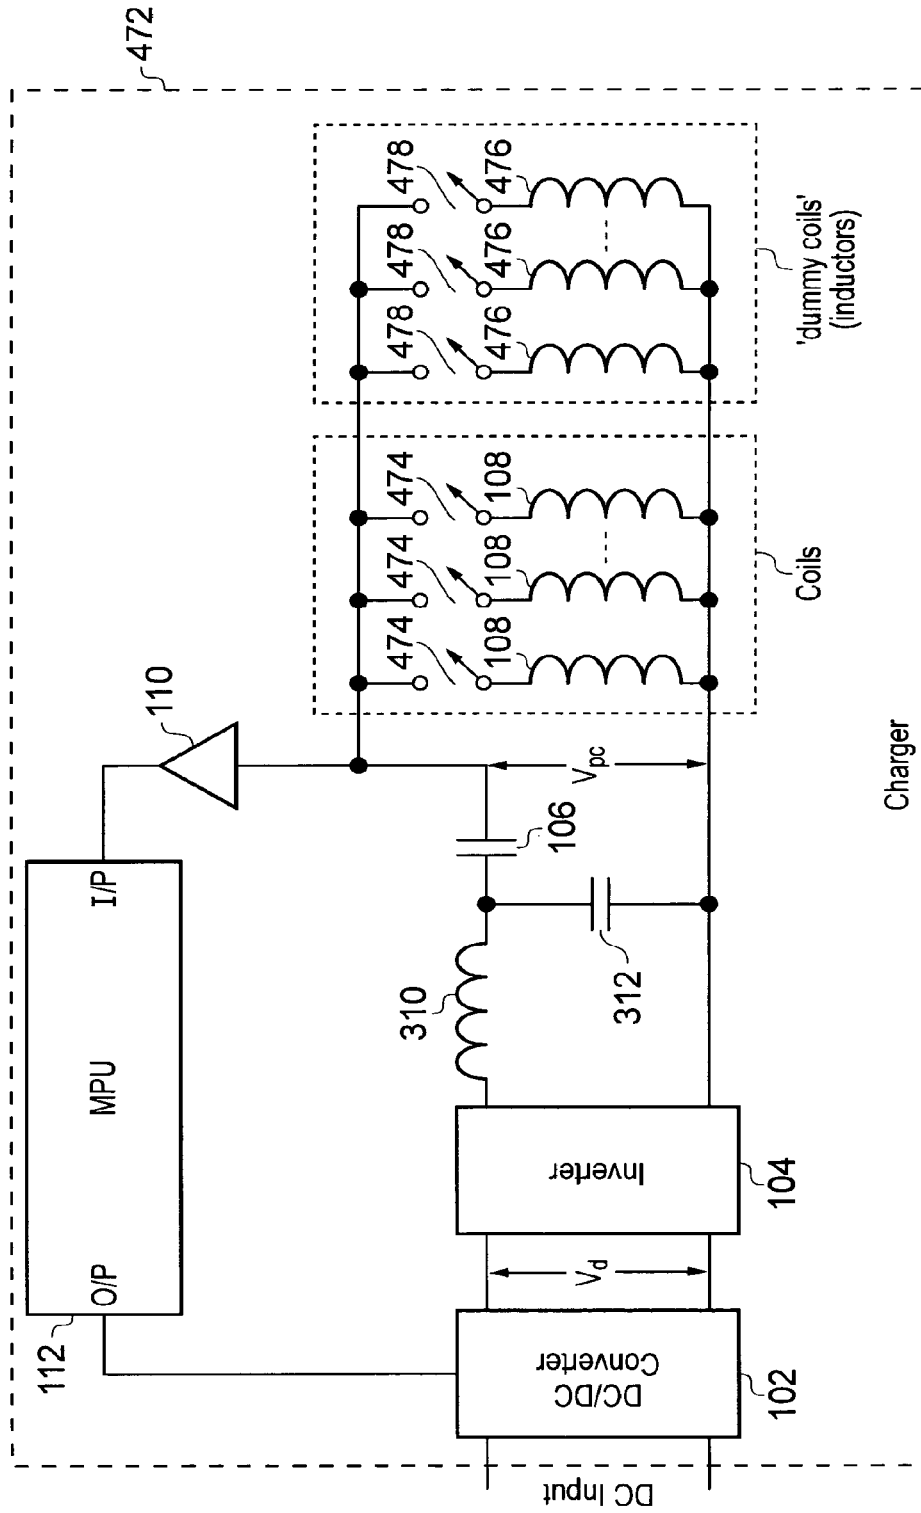 472
478
478
478
476
476
476
'dummy coils'
(inductors)
474
474
474
108
108
108
Coils
110
I/P
MPU
O/P
112
Vpc
106
310
312
Inverter
104
Vd
DC/DC
Converter
102
DC Input
Charger